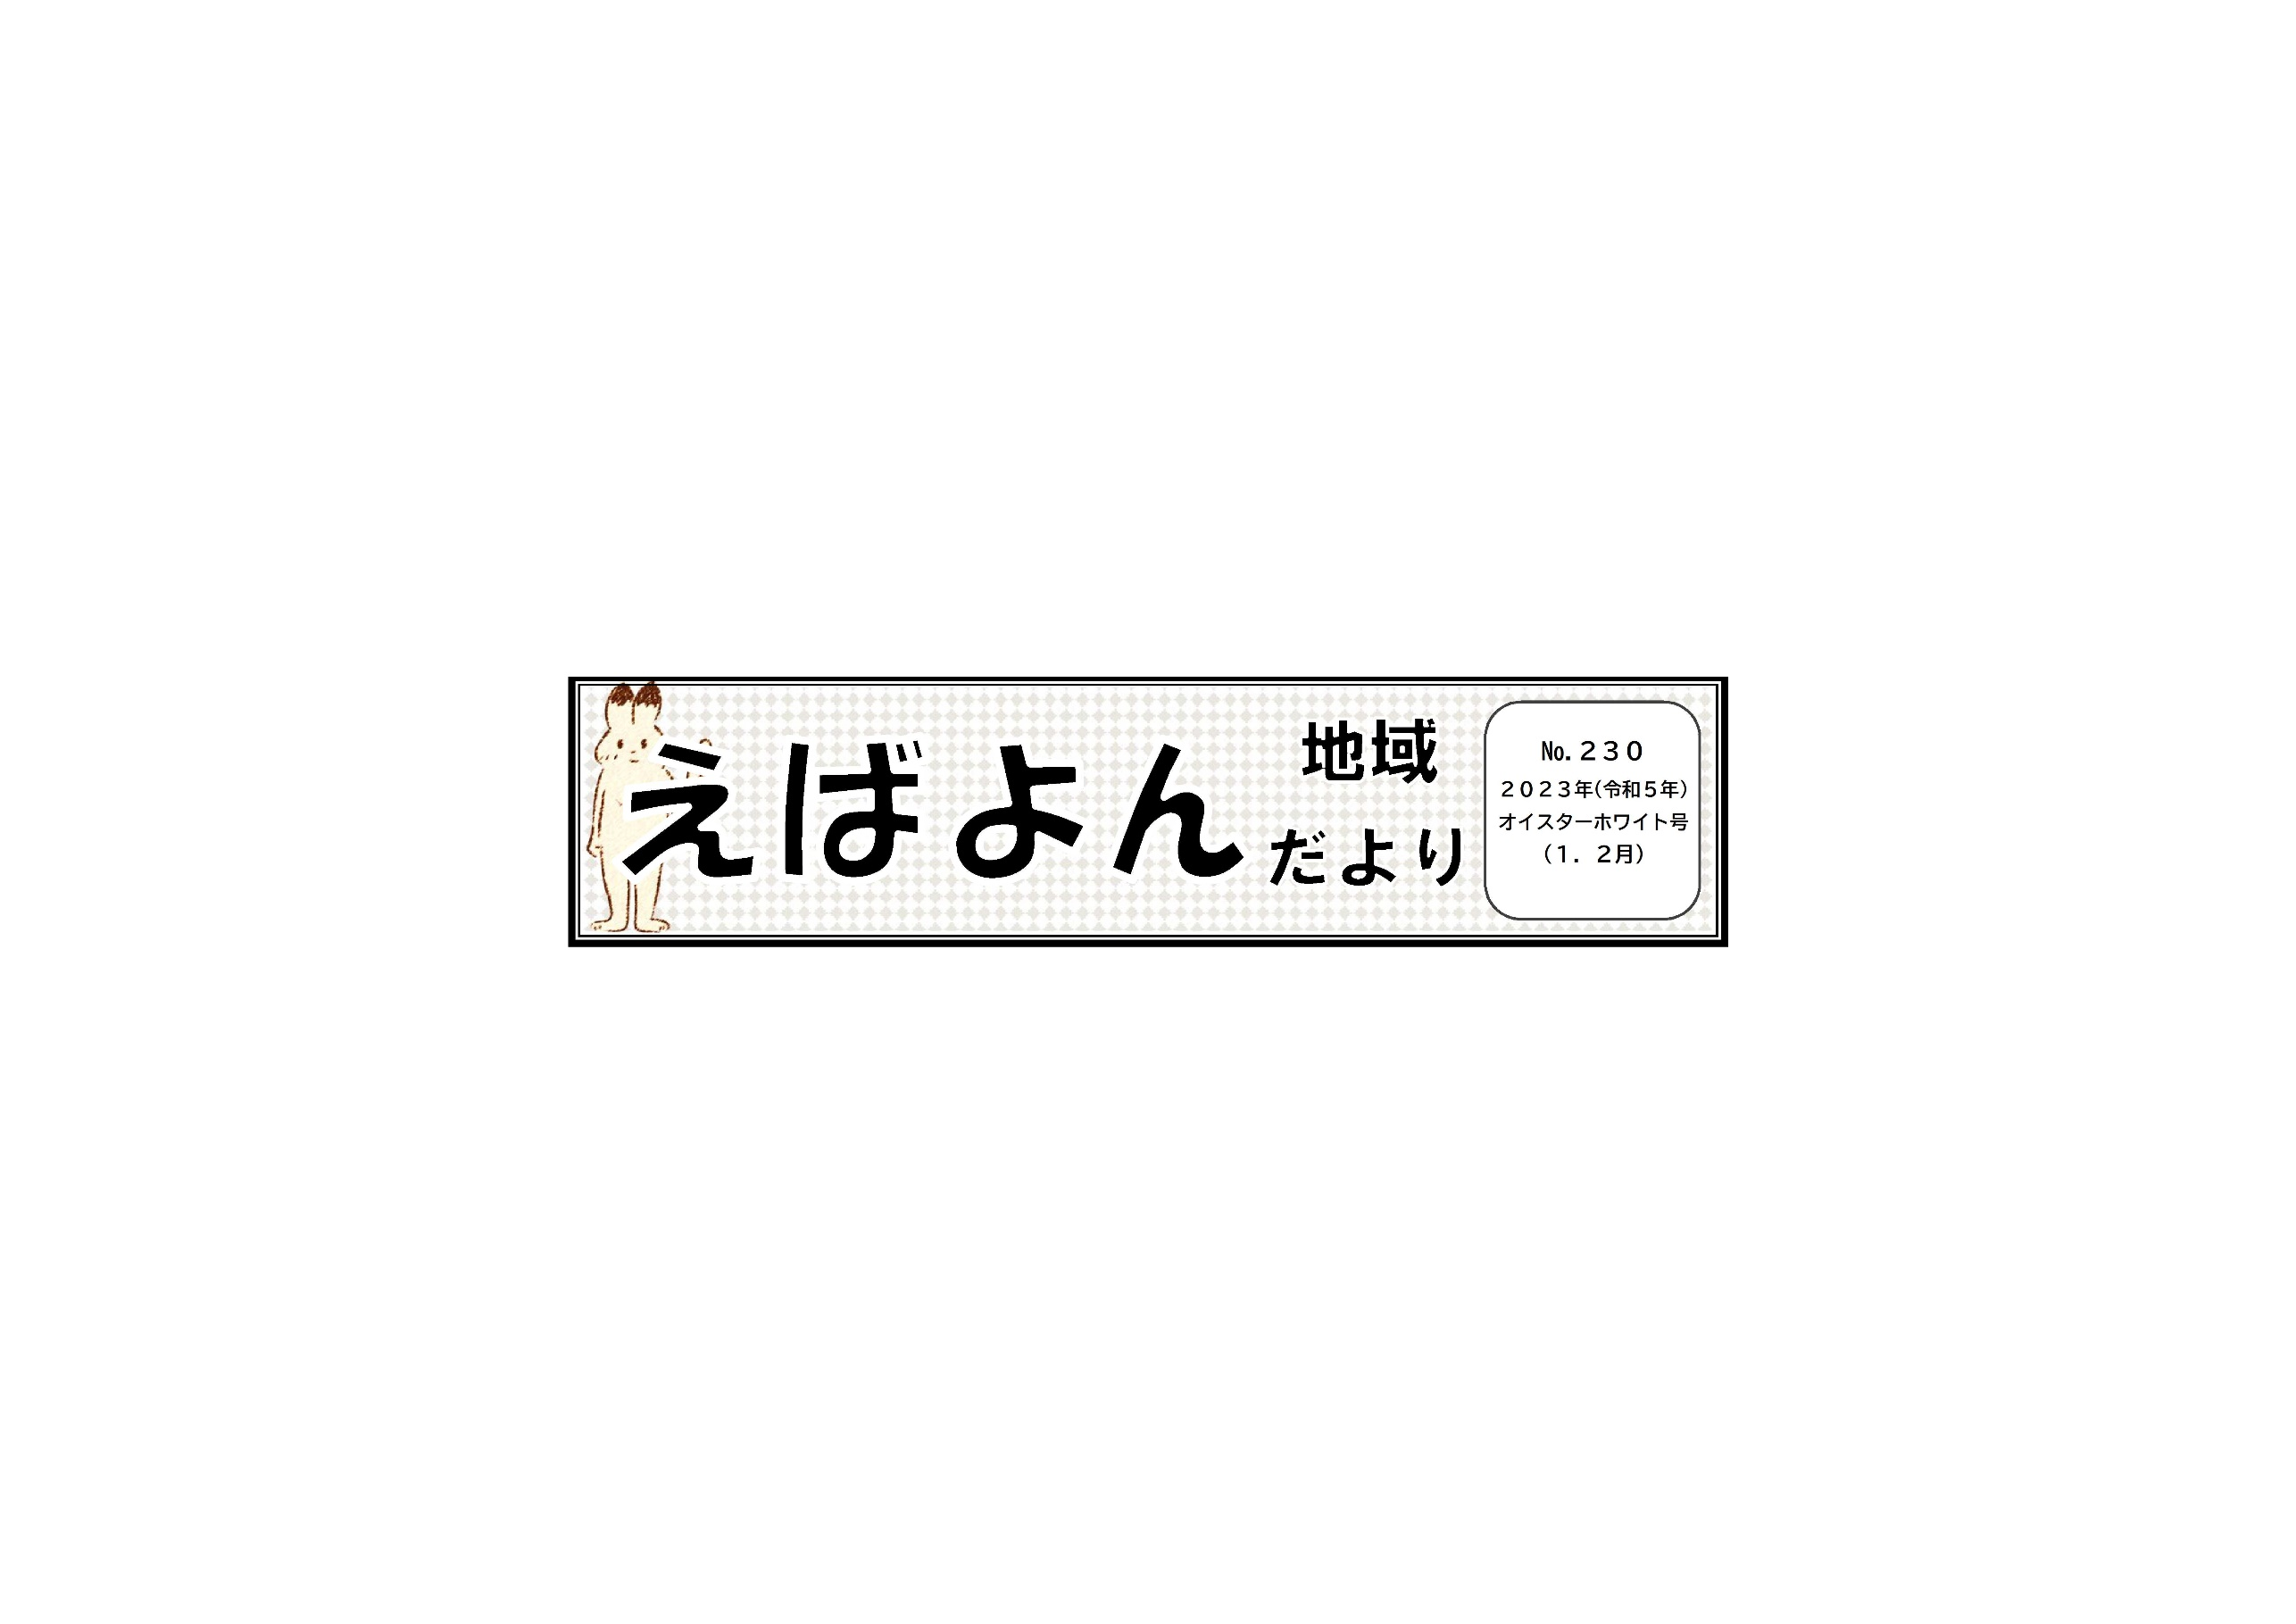 えばよん
地域
だより
№.２３０
２０２３年(令和５年)
オイスターホワイト号
（１．２月）